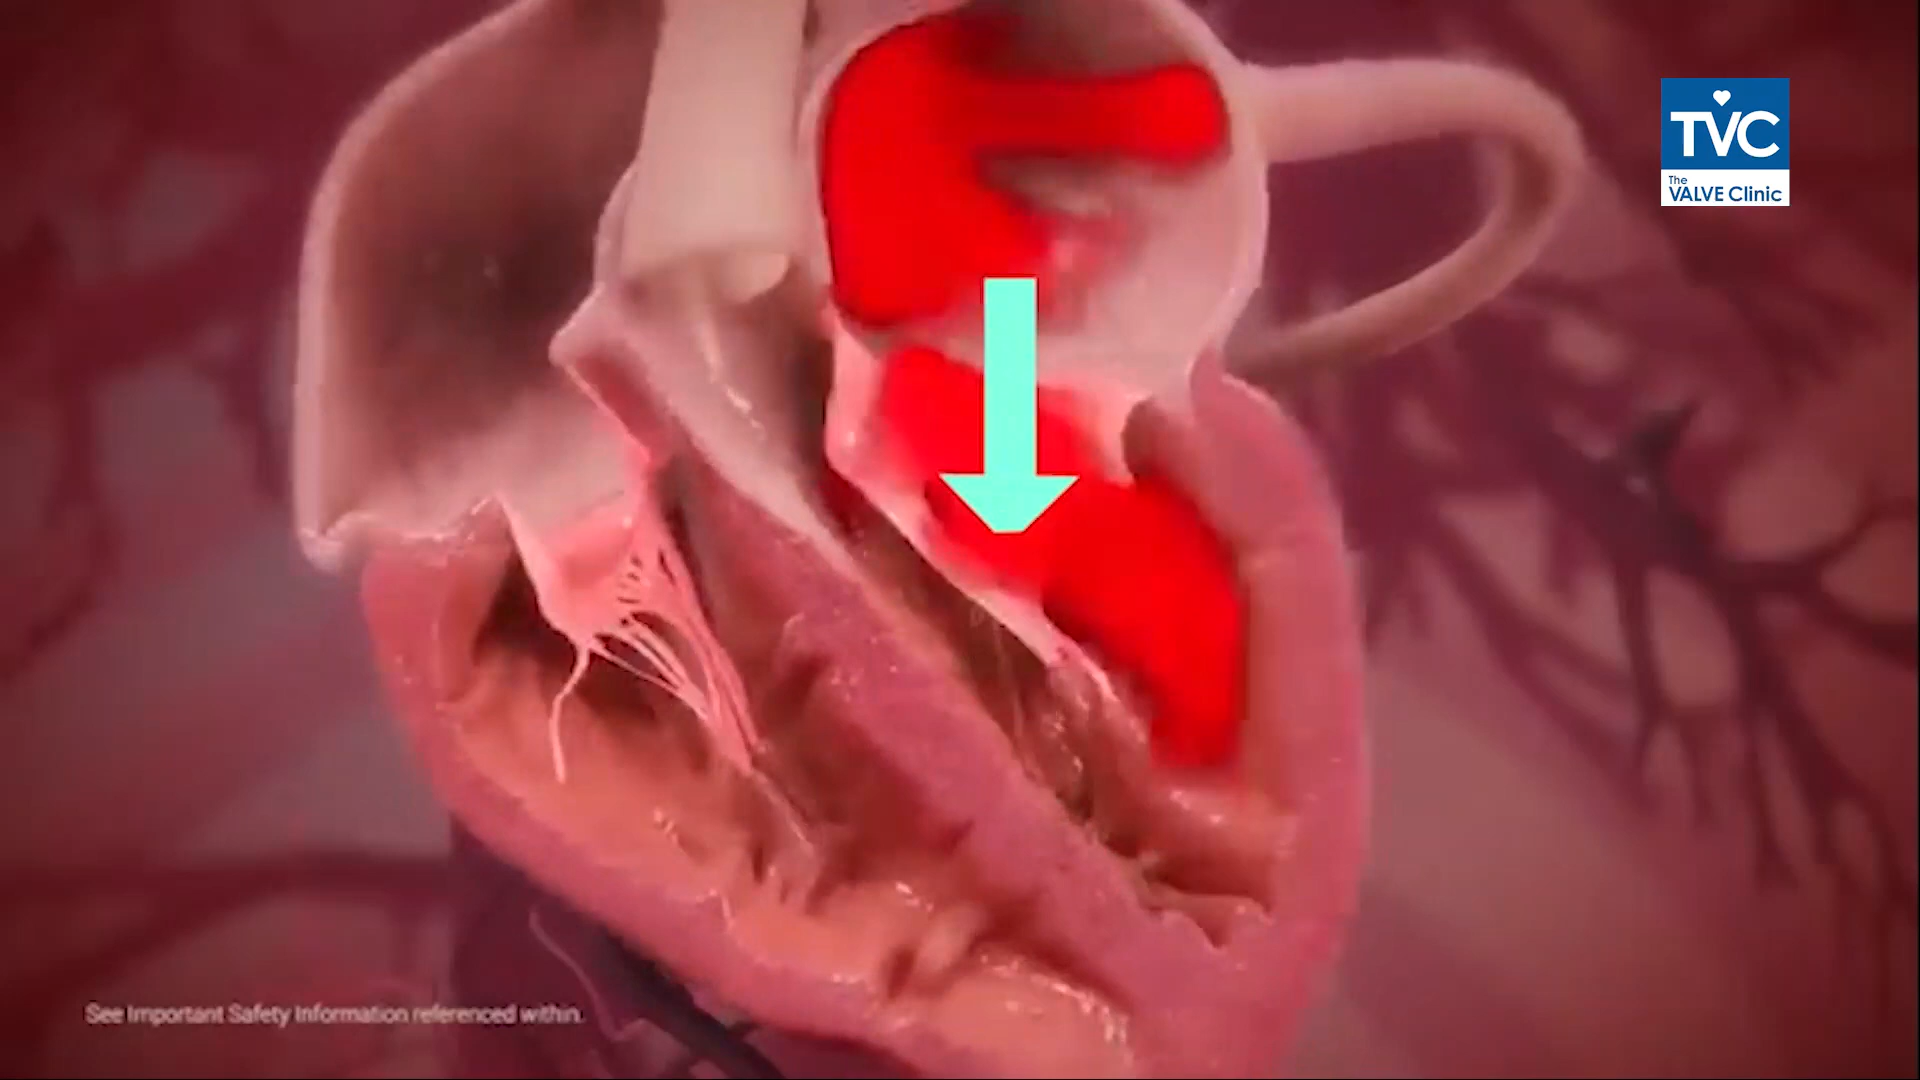 TVC
The
VALVE Clinic
See Important Safety Information referenced within.